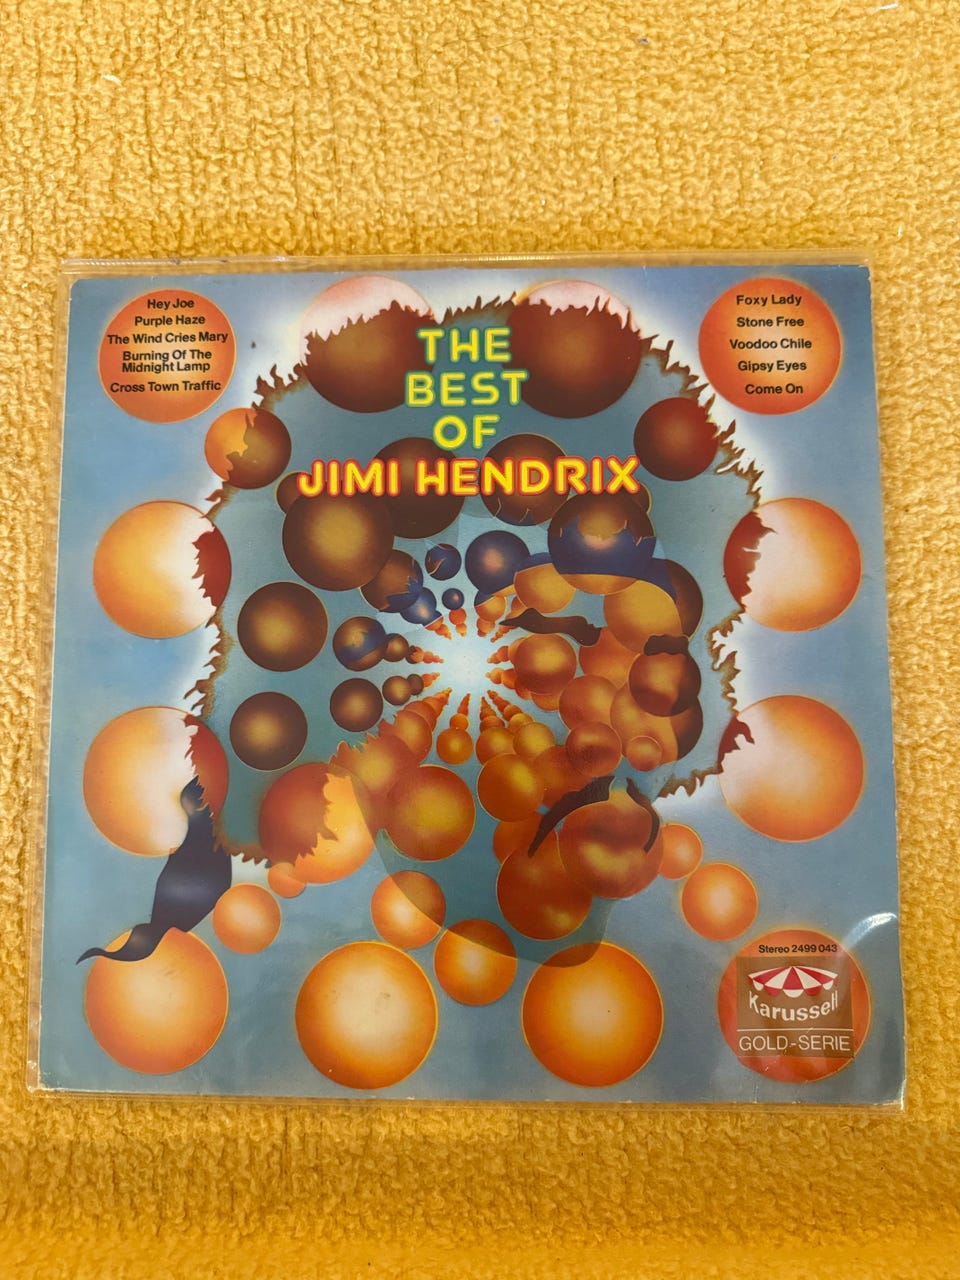 Hey Joe
Purple Haze
The Wind Cries Mary
Burning Of The
Midnight Lamp
Cross Town Traffic
Foxy Lady
Stone Free
Voodoo Chile
Gipsy Eyes
Come On
THE
BEST
OF
JIMI HENDRIX
Stereo 2499 043
Karussell
GOLD-SERIE